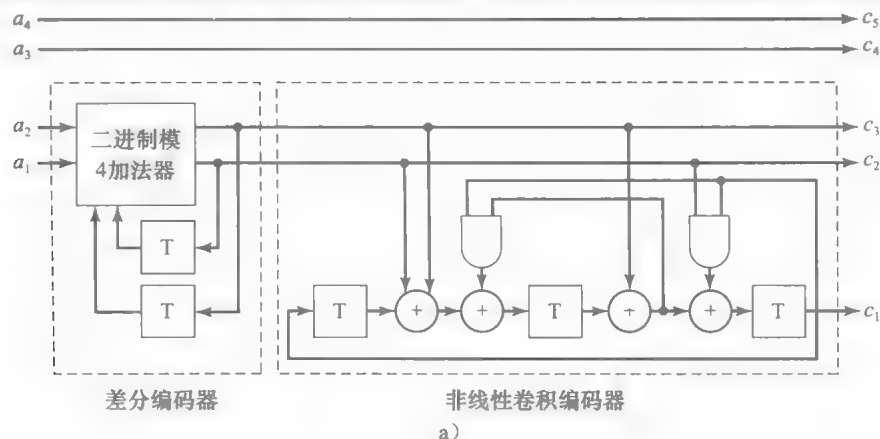 a₄ c₅
a₃ c₄
a₂ 二进制模 c₃
a₁ 4加法器 c₂
T
T
T + + T + + T c₁
差分编码器 非线性卷积编码器
a）